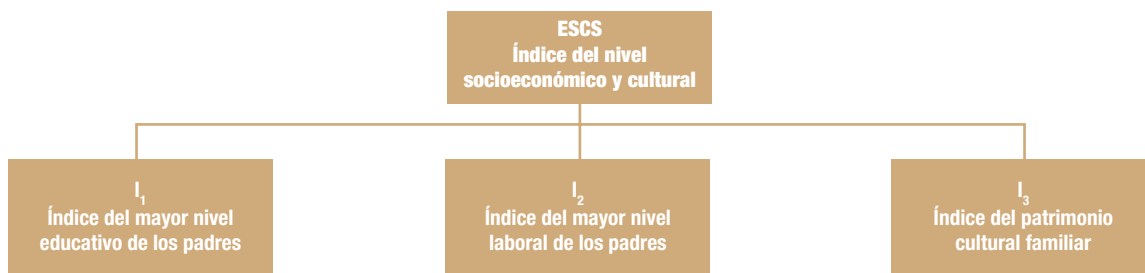 ESCS
Índice del nivel
socioeconómico y cultural
I₁
Índice del mayor nivel
educativo de los padres
I₂
Índice del mayor nivel
laboral de los padres
I₃
Índice del patrimonio
cultural familiar